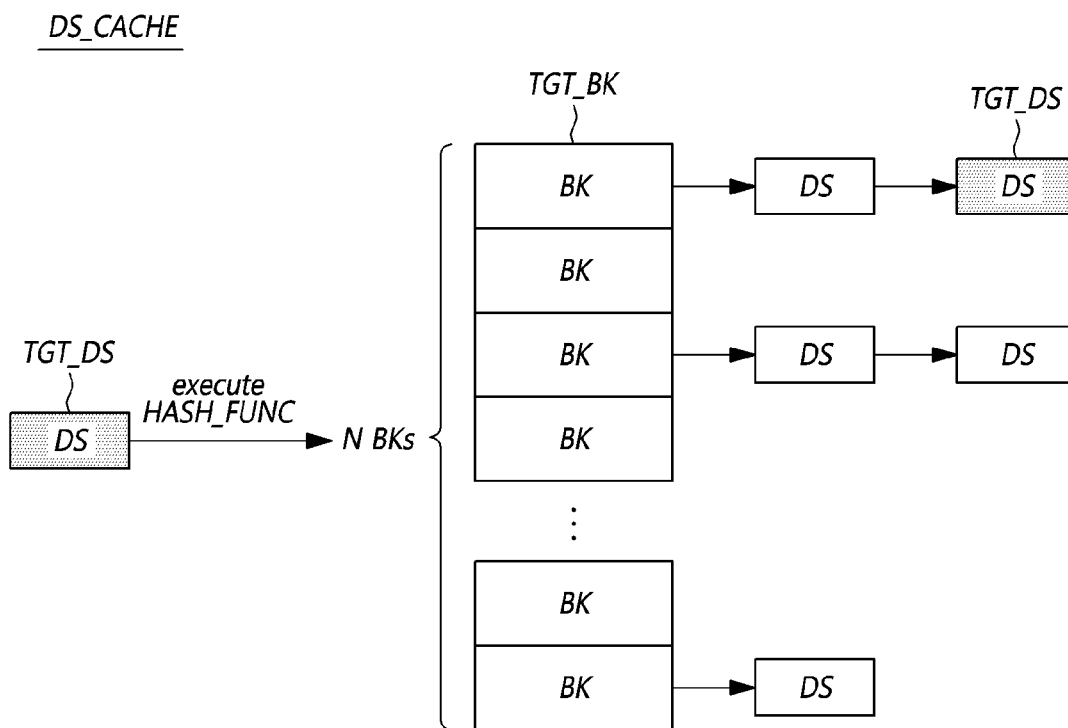 DS_CACHE
TGT_BK
TGT_DS
BK
DS
DS
BK
BK
DS
DS
TGT_DS
execute
HASH_FUNC
DS
N BKs
BK
⋮
BK
BK
DS